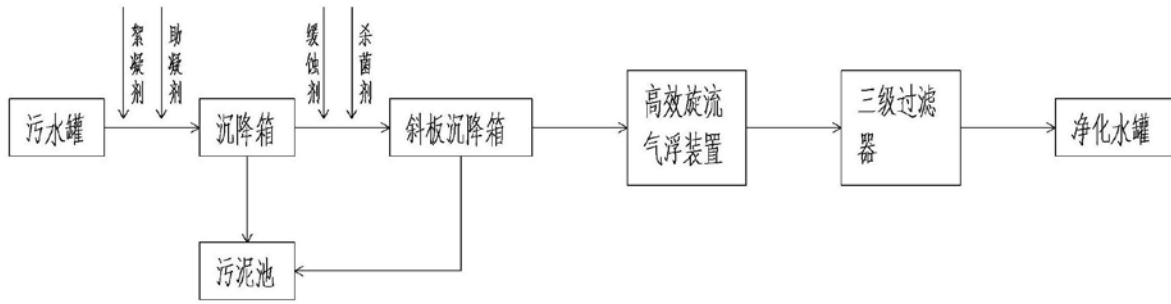 絮凝剂
助凝剂
缓蚀剂
杀菌剂
污水罐
沉降箱
斜板沉降箱
高效旋流
气浮装置
三级过滤
器
净化水罐
污泥池